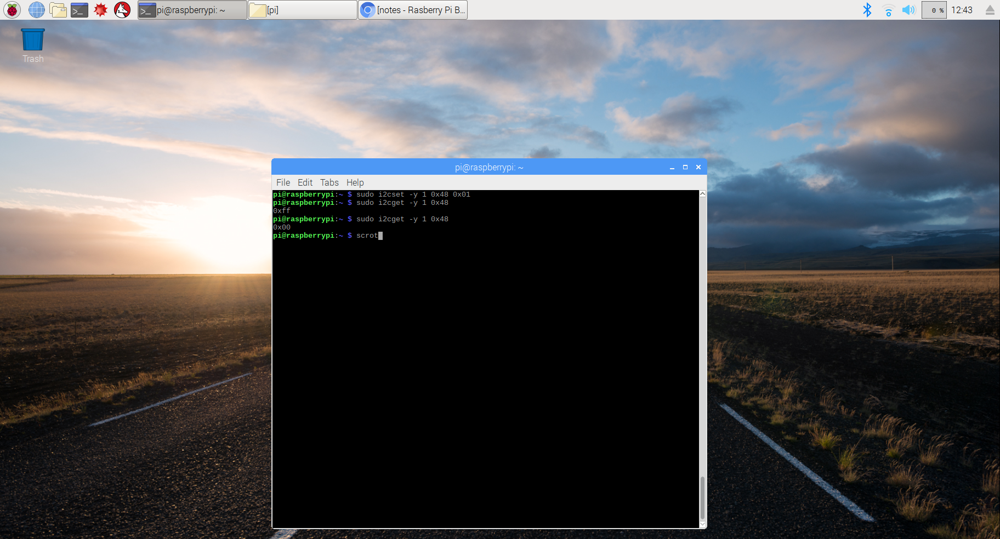 pi@raspberrypi: ~
[pi]
[notes - Rasberry Pi B...
0 %
12:43
Trash
pi@raspberrypi: ~
File Edit Tabs Help
pi@raspberrypi:~ $ sudo i2cset -y 1 0x48 0x01
pi@raspberrypi:~ $ sudo i2cget -y 1 0x48
0xff
pi@raspberrypi:~ $ sudo i2cget -y 1 0x48
0x00
pi@raspberrypi:~ $ scrot